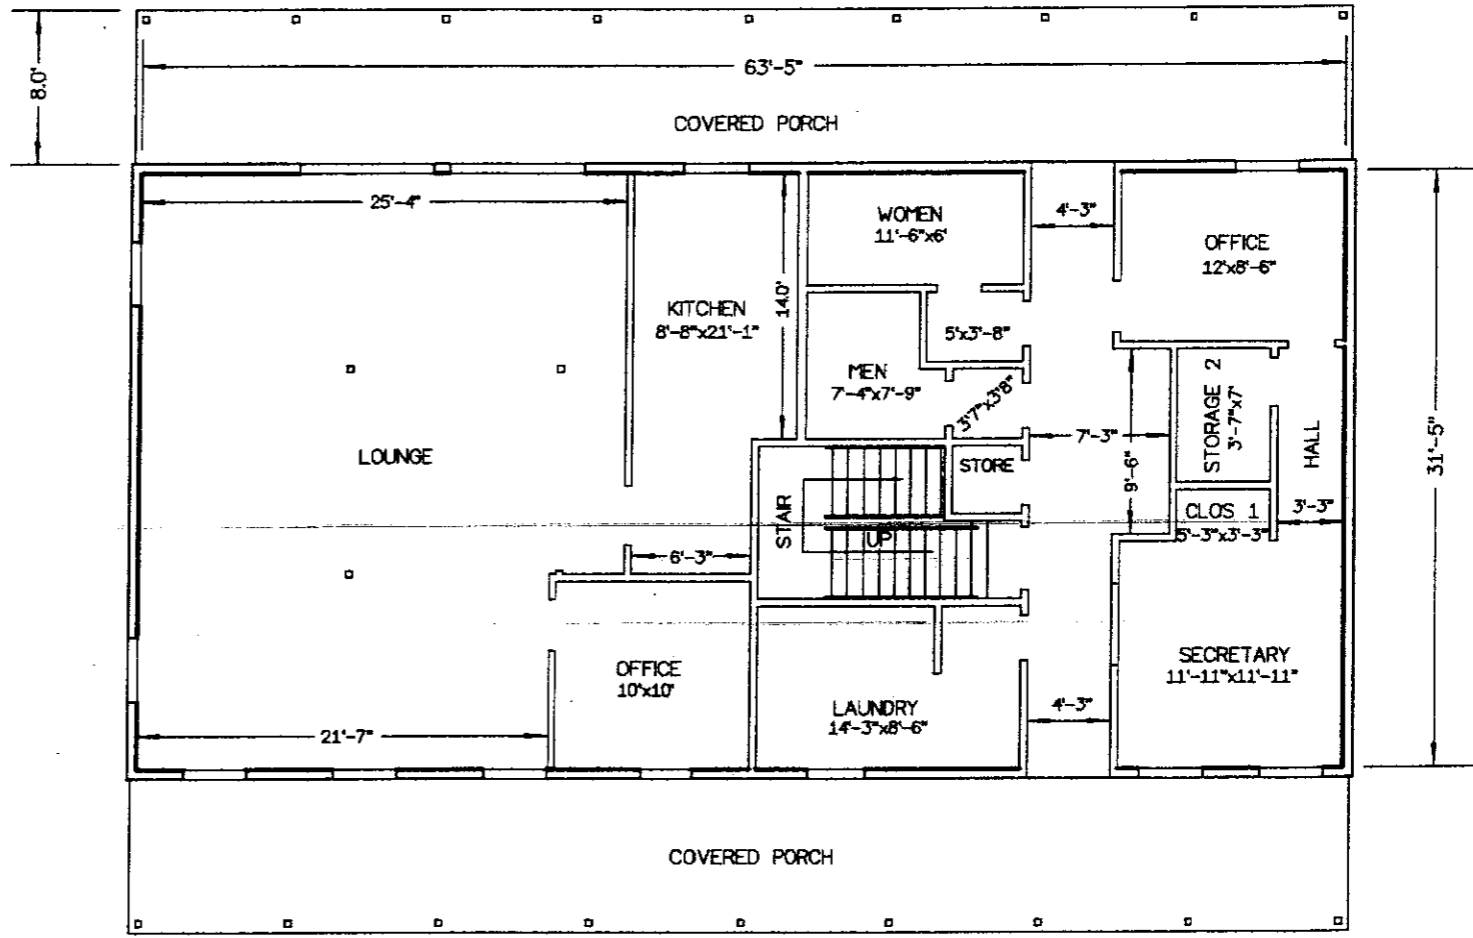 8.0'
63'-5"
COVERED PORCH
25'-4"
WOMEN
11'-6"x6'
4'-3"
OFFICE
12'x8'-6"
14.0'
KITCHEN
8'-8"x21'-1"
5'x3'-8"
MEN
7'-4"x7'-9"
3'7"x3'8"
STORAGE 2
3'-7"x7'
HALL
31'-5"
7'-3"
9'-6"
LOUNGE
STORE
STAIR
UP
CLOS 1
5'-3"x3'-3"
3'-3"
6'-3"
OFFICE
10'x10'
SECRETARY
11'-11"x11'-11"
LAUNDRY
14'-3"x8'-6"
4'-3"
21'-7"
COVERED PORCH